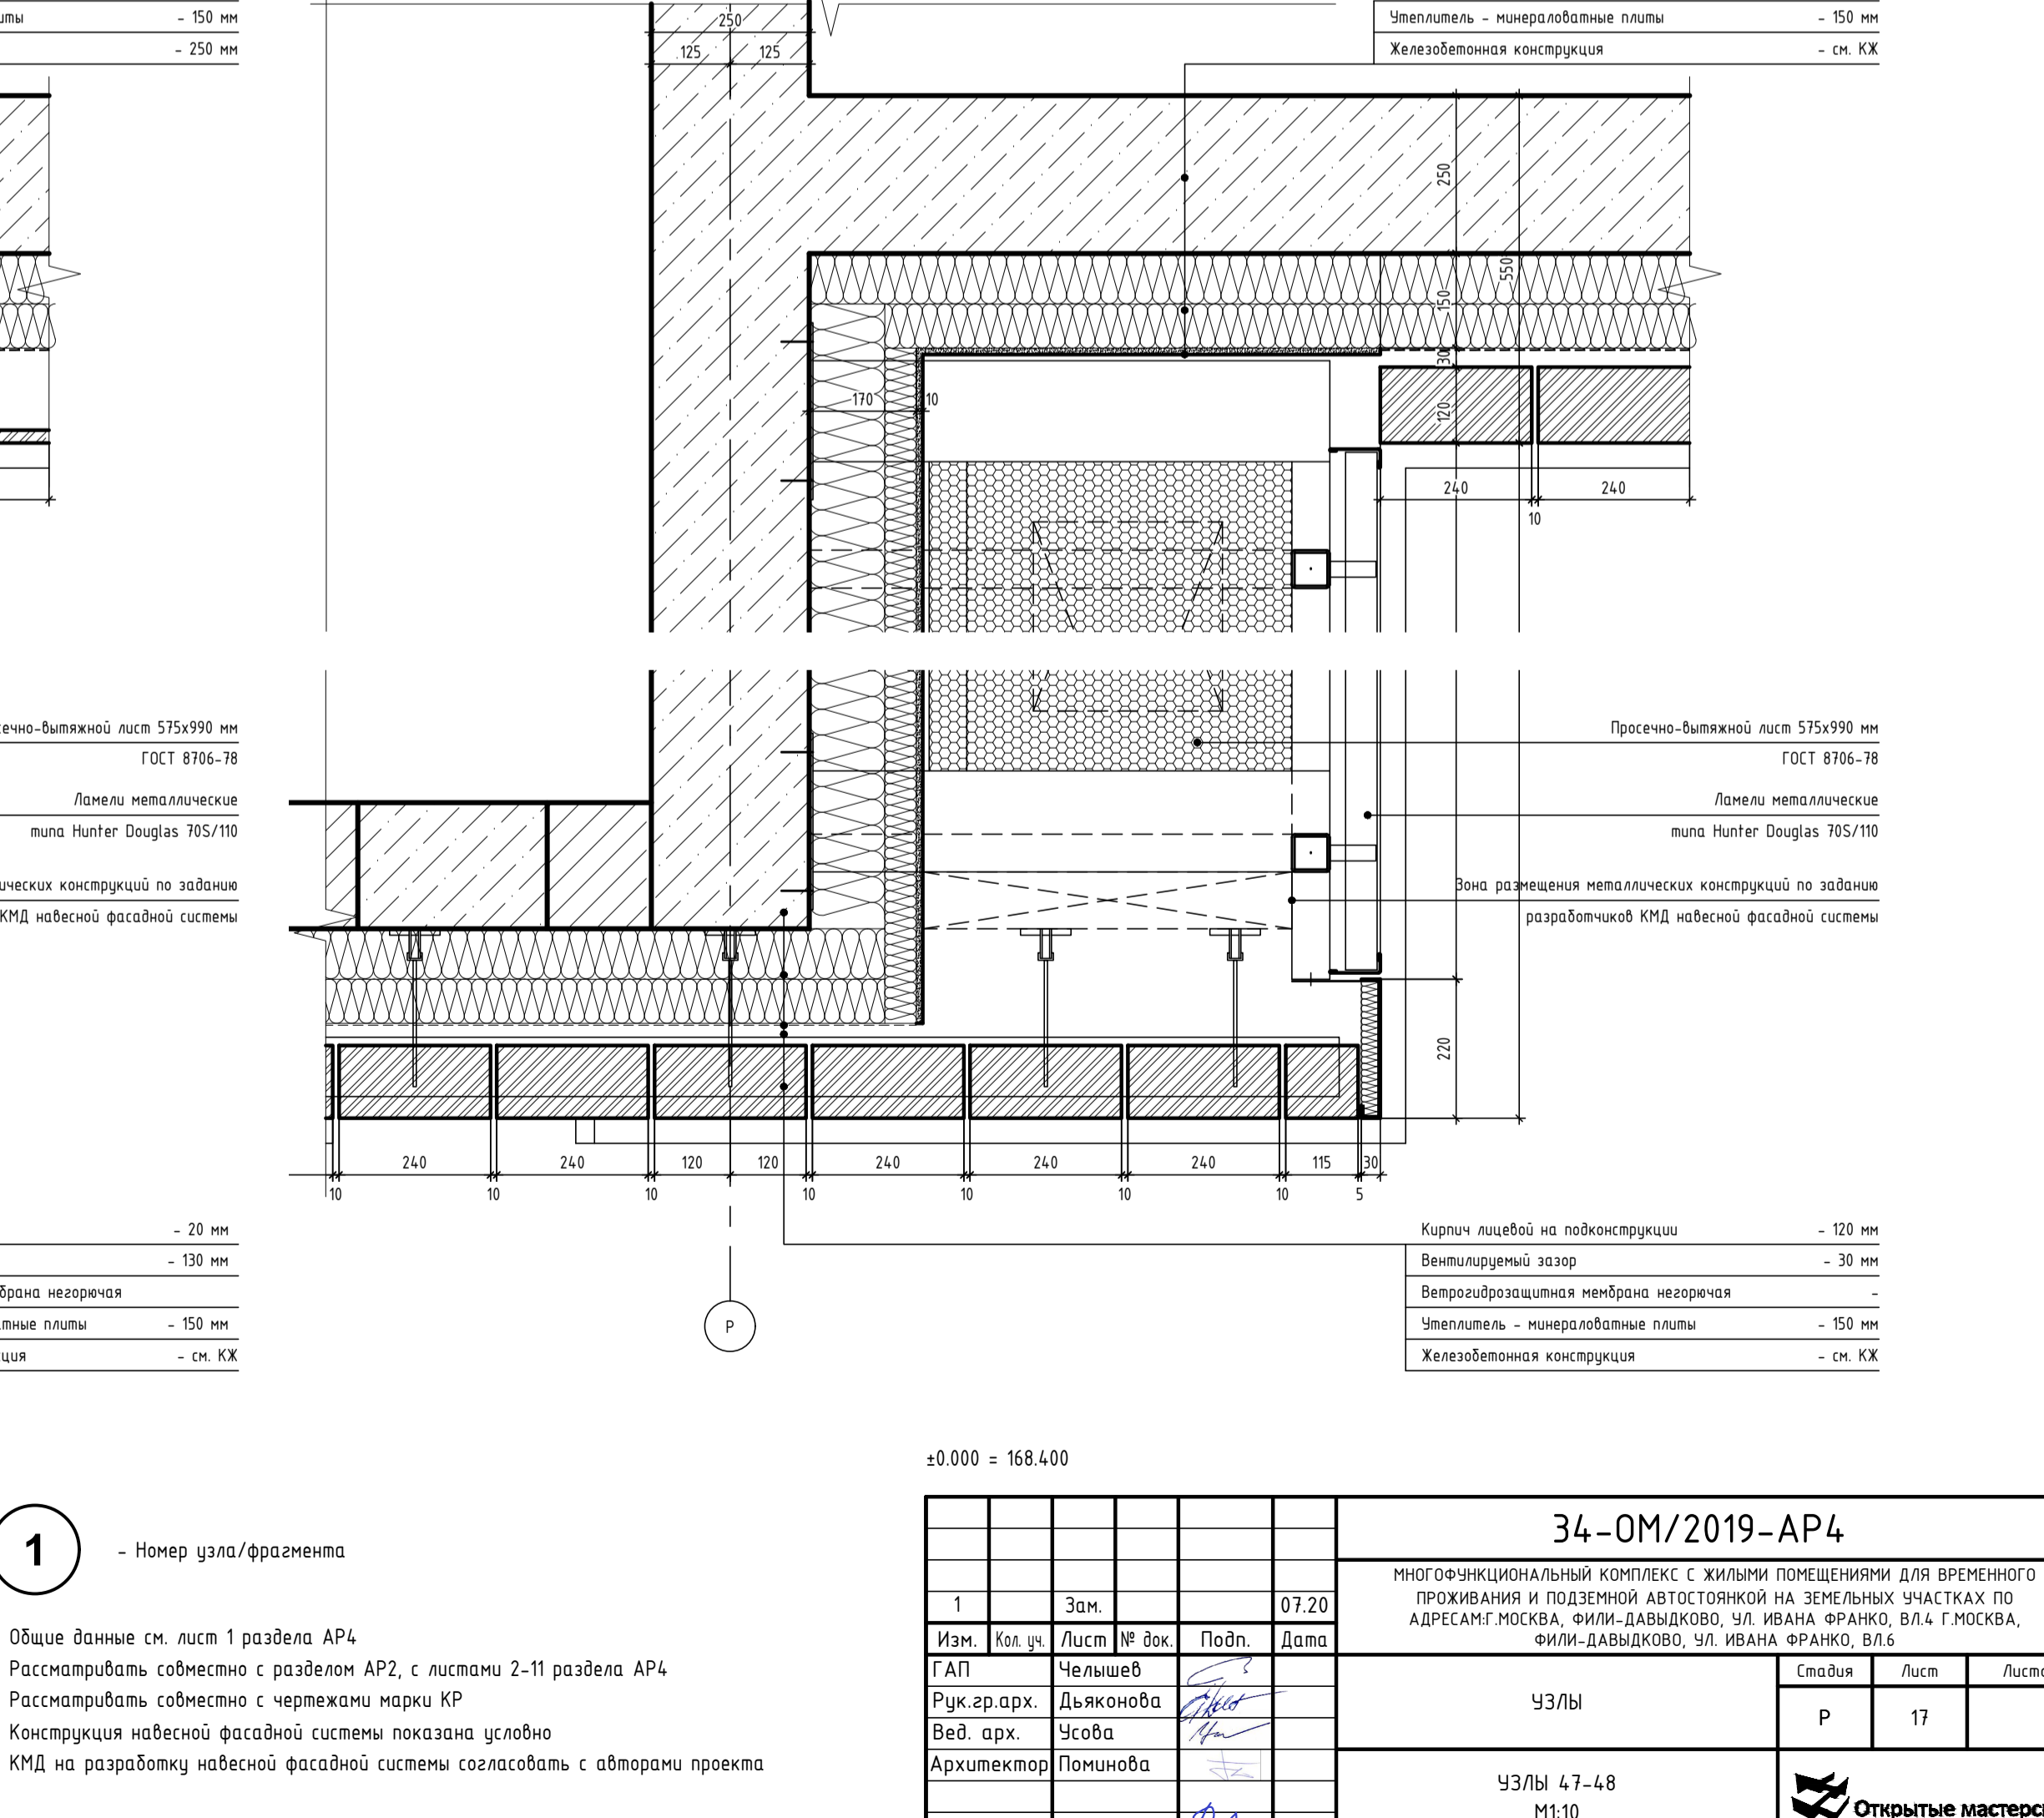 - 150 мм
- 250 мм
250
125
125
Утеплитель - минераловатные плиты - 150 мм
Железобетонная конструкция - см. КЖ
250
550
150
30
170
10
120
240
240
10
лист 575х990 мм
ГОСТ 8706-78
Ламели металлические
типа Hunter Douglas 70S/110
конструкций по заданию
КМД навесной фасадной системы
Просечно-вытяжной лист 575х990 мм
ГОСТ 8706-78
Ламели металлические
типа Hunter Douglas 70S/110
Зона размещения металлических конструкций по заданию
разработчиков КМД навесной фасадной системы
220
240
240
120
120
240
240
240
115
30
10
10
10
10
10
10
10
5
- 20 мм
- 130 мм
негорючая
плиты - 150 мм
- см. КЖ
Кирпич лицевой на подконструкции - 120 мм
Вентилируемый зазор - 30 мм
Ветрогидрозащитная мембрана негорючая -
Утеплитель - минераловатные плиты - 150 мм
Железобетонная конструкция - см. КЖ
Р
±0.000 = 168.400
1
- Номер узла/фрагмента
Общие данные см. лист 1 раздела АР4
Рассматривать совместно с разделом АР2, с листами 2-11 раздела АР4
Рассматривать совместно с чертежами марки КР
Конструкция навесной фасадной системы показана условно
КМД на разработку навесной фасадной системы согласовать с авторами проекта
34-ОМ/2019-АР4
МНОГОФУНКЦИОНАЛЬНЫЙ КОМПЛЕКС С ЖИЛЫМИ ПОМЕЩЕНИЯМИ ДЛЯ ВРЕМЕННОГО
ПРОЖИВАНИЯ И ПОДЗЕМНОЙ АВТОСТОЯНКОЙ НА ЗЕМЕЛЬНЫХ УЧАСТКАХ ПО
АДРЕСАМ:Г.МОСКВА, ФИЛИ-ДАВЫДКОВО, УЛ. ИВАНА ФРАНКО, ВЛ.4 Г.МОСКВА,
ФИЛИ-ДАВЫДКОВО, УЛ. ИВАНА ФРАНКО, ВЛ.6
1 Зам. 07.20
Изм. Кол. уч. Лист № док. Подп. Дата
ГАП Челышев
Рук.гр.арх. Дьяконова
Вед. арх. Усова
Архитектор Поминова
УЗЛЫ
Стадия Лист
Р 17
УЗЛЫ 47-48
М1:10
Открытые